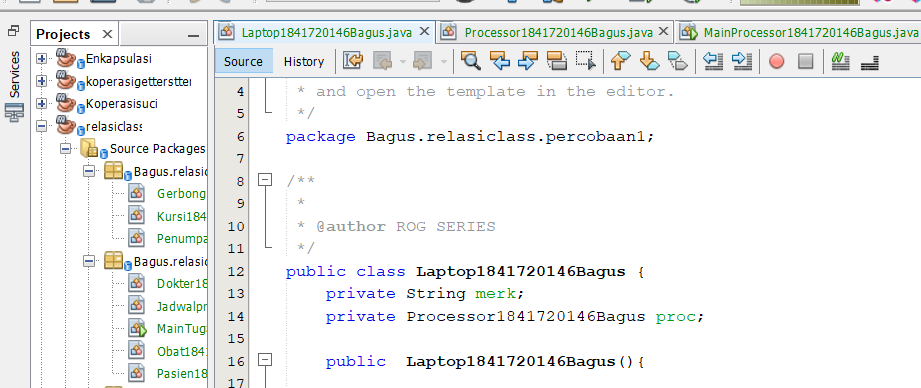 Services
Projects
Enkapsulasi
koperasigettersttei
Koperasisuci
relasiclass
Source Packages
Bagus.relasio
Gerbong
Kursi184
Penumpa
Bagus.relasio
Dokter18
Jadwalpr
MainTuga
Obat1841
Pasien18
Laptop1841720146Bagus.java
Processor1841720146Bagus.java
MainProcessor1841720146Bagus.java
Source
History
4 * and open the template in the editor.
5 */
6 package Bagus.relasiclass.percobaan1;
7
8 /**
9 *
10 * @author ROG SERIES
11 */
12 public class Laptop1841720146Bagus {
13 private String merk;
14 private Processor1841720146Bagus proc;
15
16 public Laptop1841720146Bagus(){
17